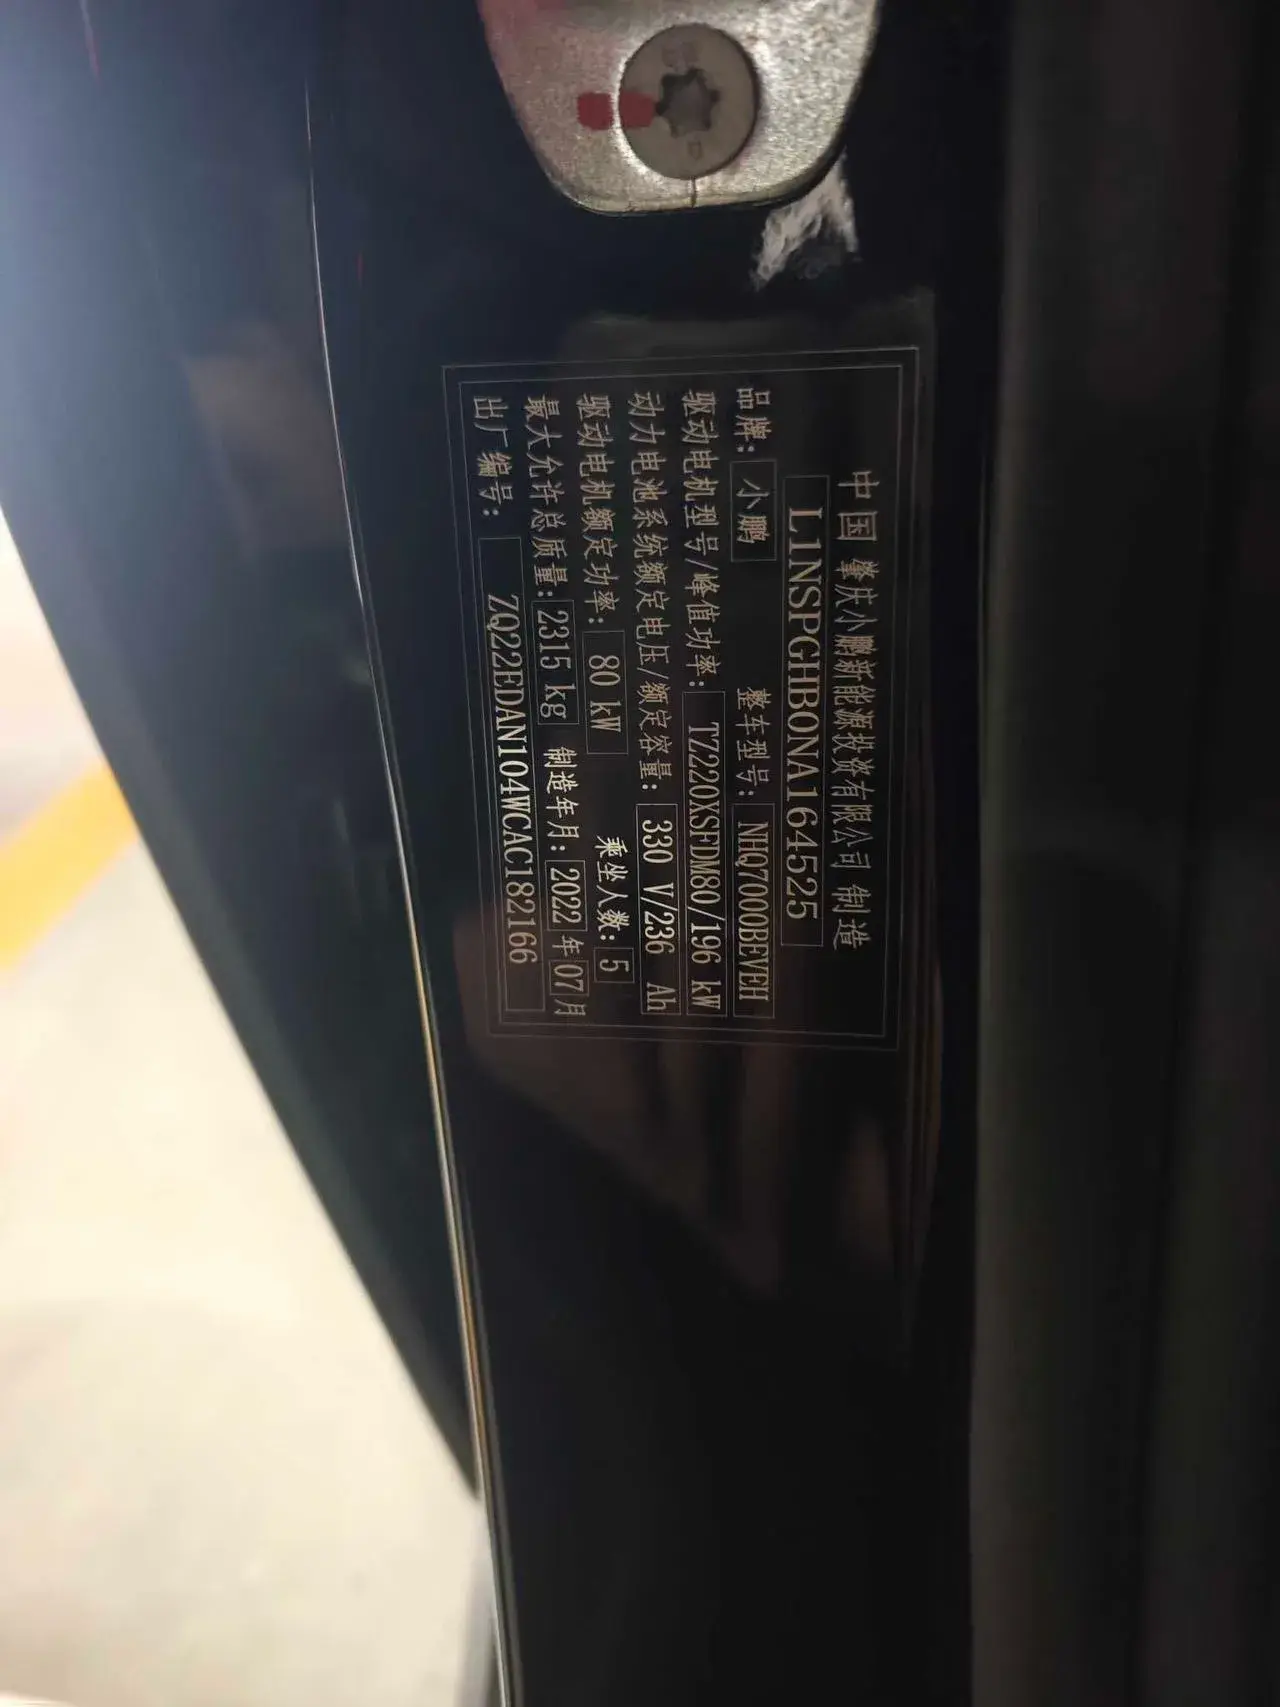 中国 肇庆小鹏新能源投资有限公司 制造
L1NSPGHB0NA164525
品牌: 小鹏 整车型号: NHQ7000BEVEH
驱动电机型号/峰值功率: TZ220XSFDM80/196 kW
动力电池系统额定电压/额定容量: 330 V/236 Ah
驱动电机额定功率: 80 kW 乘坐人数: 5
最大允许总质量: 2315 kg 制造年月: 2022 年 07 月
出厂编号: ZQ22EDAN104WCAC182166